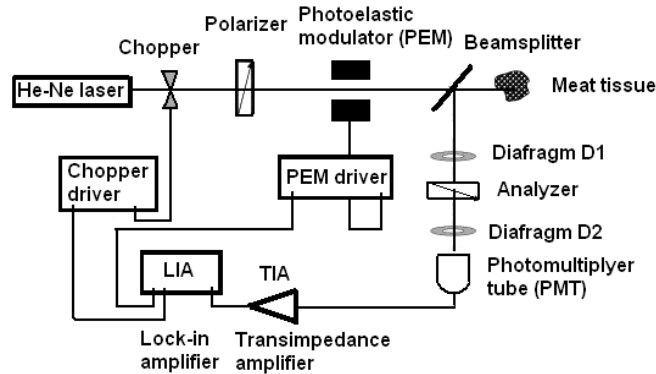 Polarizer
Photoelastic
modulator (PEM)
Chopper
Beamsplitter
He-Ne laser
Meat tissue
Chopper
driver
PEM driver
Diafragm D1
Analyzer
Diafragm D2
LIA
TIA
Photomultiplyer
tube (PMT)
Lock-in
amplifier
Transimpedance
amplifier